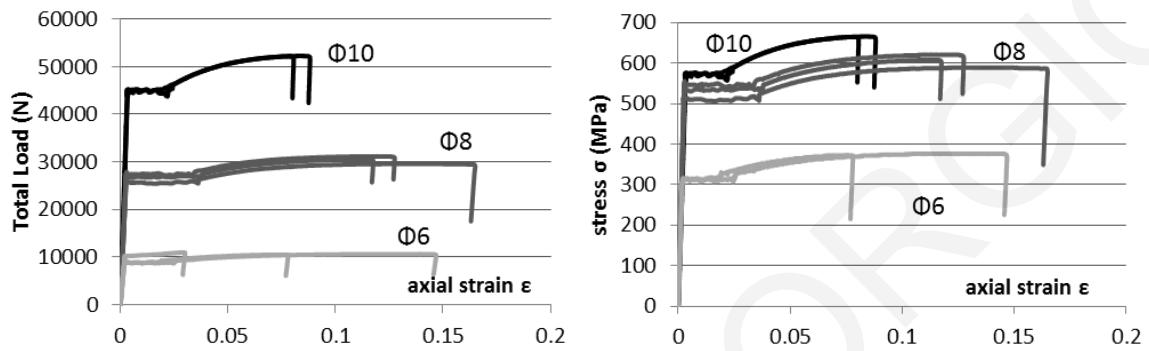 Total Load (N)
60000
50000
40000
30000
20000
10000
0
0
0.05
0.1
0.15
0.2
Φ10
Φ8
Φ6
axial strain ε
stress σ (MPa)
700
600
500
400
300
200
100
0
0
0.05
0.1
0.15
0.2
Φ10
Φ8
Φ6
axial strain ε
ORGIO